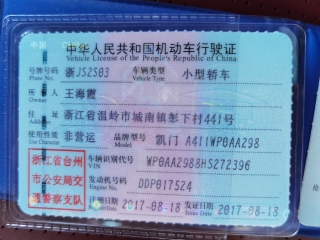 中华人民共和国机动车行驶证
Vehicle License of the People's Republic of China
号牌号码 浙JS2503 车辆类型 小型轿车
Plate No. Vehicle Type
所有人 王海霞
Owner
住址 浙江省温岭市城南镇彭下村441号
Address
使用性质 非营运 品牌型号 凯门 A411WP0AA298
Use Character Model
浙江省台州 车辆识别代号 WP0AA2988HS272396
VIN
市公安局交 发动机号码 DDP017524
Engine No.
通警察支队 注册日期 2017-08-18 发证日期 2017-08-18
Issue Date